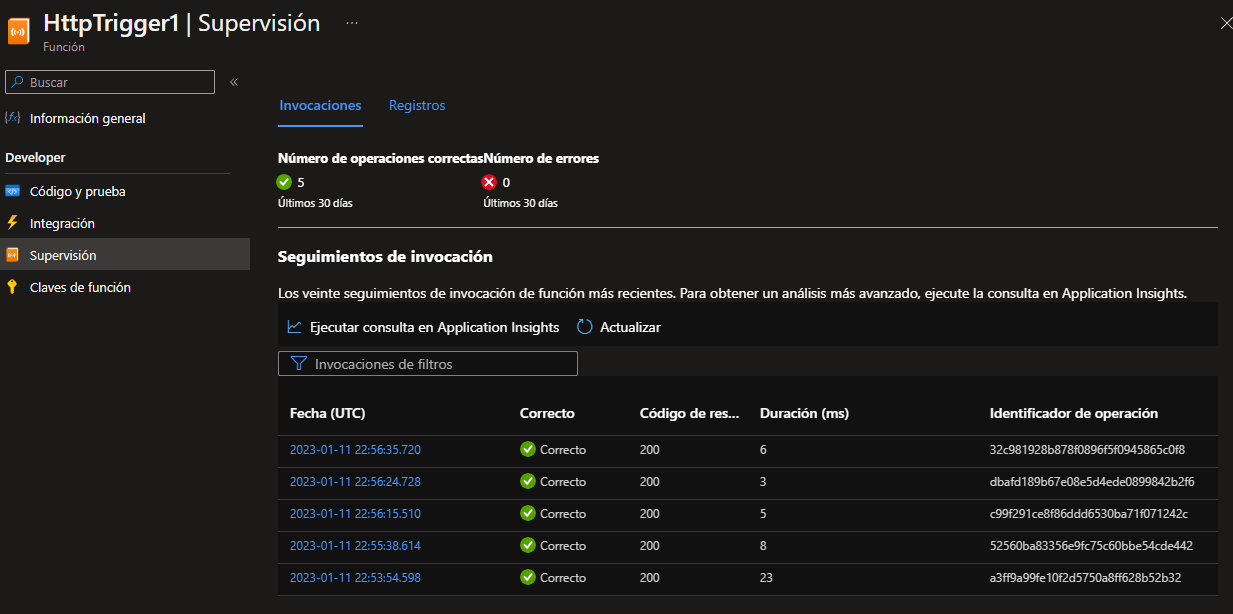 HttpTrigger1 | Supervisión ...
Función
Buscar
Información general
Developer
Código y prueba
Integración
Supervisión
Claves de función
Invocaciones Registros
Número de operaciones correctas Número de errores
5 0
Últimos 30 días Últimos 30 días
Seguimientos de invocación
Los veinte seguimientos de invocación de función más recientes. Para obtener un análisis más avanzado, ejecute la consulta en Application Insights.
Ejecutar consulta en Application Insights Actualizar
Invocaciones de filtros
Fecha (UTC) Correcto Código de res... Duración (ms) Identificador de operación
2023-01-11 22:56:35.720 Correcto 200 6 32c981928b878f0896f5f0945865c0f8
2023-01-11 22:56:24.728 Correcto 200 3 dbafd189b67e08e5d4ede0899842b2f6
2023-01-11 22:56:15.510 Correcto 200 5 c99f291ce8f86ddd6530ba71f071242c
2023-01-11 22:55:38.614 Correcto 200 8 52560ba83356e9fc75c60bbe54cde442
2023-01-11 22:53:54.598 Correcto 200 23 a3ff9a99fe10f2d5750a8ff628b52b32